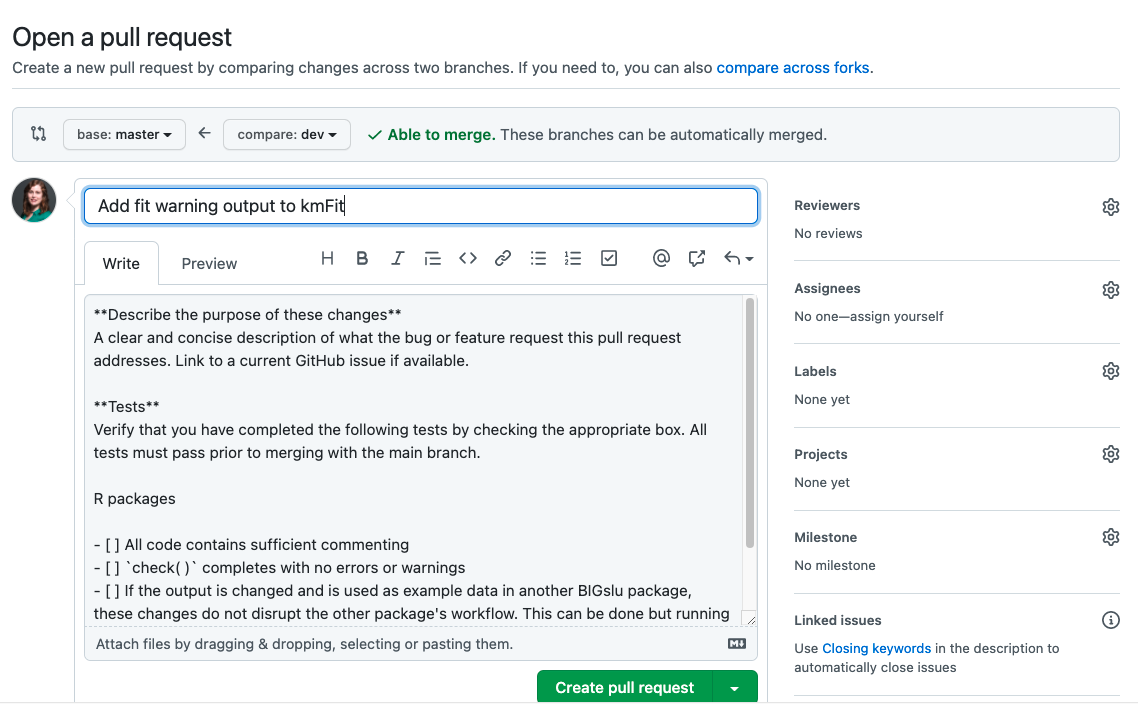 Open a pull request
Create a new pull request by comparing changes across two branches. If you need to, you can also compare across forks.
base: master
compare: dev
Able to merge. These branches can be automatically merged.
Add fit warning output to kmFit
Write
Preview
**Describe the purpose of these changes**
A clear and concise description of what the bug or feature request this pull request
addresses. Link to a current GitHub issue if available.
**Tests**
Verify that you have completed the following tests by checking the appropriate box. All
tests must pass prior to merging with the main branch.
R packages
- [ ] All code contains sufficient commenting
- [ ] `check( )` completes with no errors or warnings
- [ ] If the output is changed and is used as example data in another BIGslu package,
these changes do not disrupt the other package's workflow. This can be done but running
Attach files by dragging & dropping, selecting or pasting them.
Create pull request
Reviewers
No reviews
Assignees
No one—assign yourself
Labels
None yet
Projects
None yet
Milestone
No milestone
Linked issues
Use Closing keywords in the description to
automatically close issues